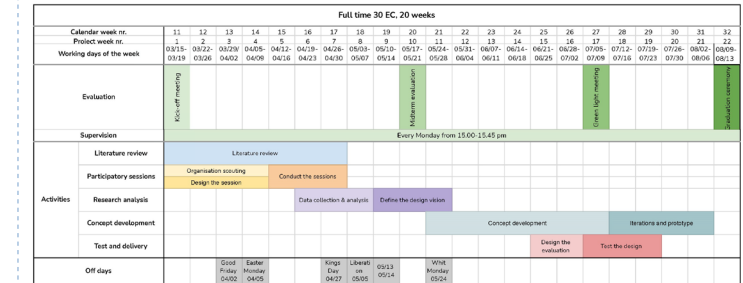 Full time 30 EC, 20 weeks
Calendar week nr. 11 12 13 14 15 16 17 18 19 20 21 22 23 24 25 26 27 28 29 30 31 32
Project week nr. 1 2 3 4 5 6 7 8 9 10 11 12 13 14 15 16 17 18 19 20 21 22
Working days of the week 03/15- 03/22- 03/29/ 04/05- 04/12- 04/19- 04/26- 05/03- 05/10- 05/17- 05/24- 05/31- 06/07- 06/14- 06/21- 06/28- 07/05- 07/12- 07/19- 07/26- 08/02- 08/09-
03/19 03/26 04/02 04/09 04/16 04/23 04/30 05/07 05/14 05/21 05/28 06/04 06/11 06/18 06/25 07/02 07/09 07/16 07/23 07/30 08/06 08/13
Evaluation
Kick-off meeting
Midterm evaluation
Green light meeting
Graduation ceremony
Supervision Every Monday from 15.00-15.45 pm
Activities
Literature review Literature review
Participatory sessions Organisation scouting
Design the session
Conduct the sessions
Research analysis Data collection & analysis Define the design vision
Concept development Concept development Iterations and prototype
Test and delivery Design the
evaluation
Test the design
Off days
Good
Friday
04/02
Easter
Monday
04/05
Kings
Day
04/27
Liberati
on
05/05
05/13
05/14
Whit
Monday
05/24